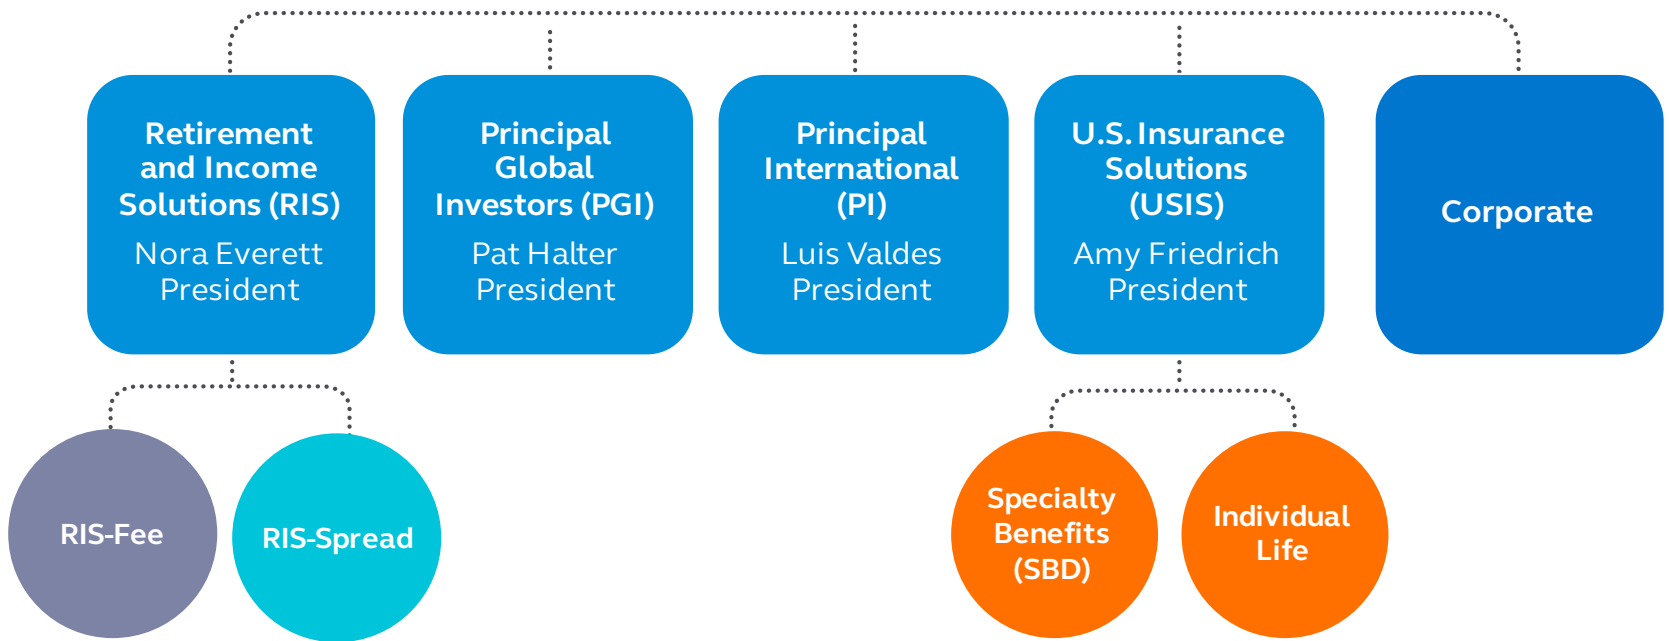 Retirement
and Income
Solutions (RIS)
Nora Everett
President
Principal
Global
Investors (PGI)
Pat Halter
President
Principal
International
(PI)
Luis Valdes
President
U.S. Insurance
Solutions
(USIS)
Amy Friedrich
President
Corporate
RIS-Fee
RIS-Spread
Specialty
Benefits
(SBD)
Individual
Life